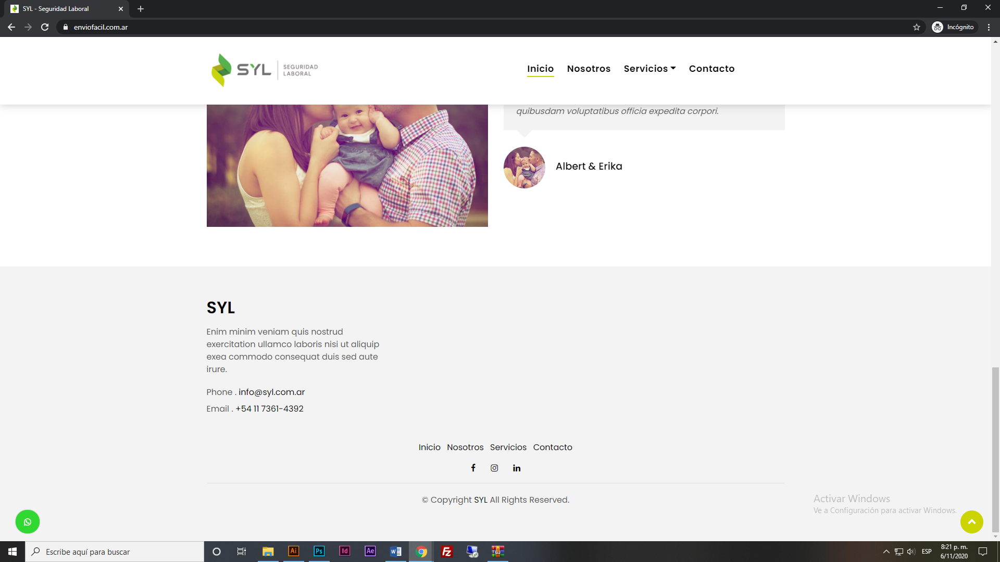 SYL - Seguridad Laboral
enviofacil.com.ar
Incógnito
SYL SEGURIDAD LABORAL
Inicio Nosotros Servicios Contacto
quibusdam voluptatibus officia expedita corpori.
Albert & Erika
SYL
Enim minim veniam quis nostrud
exercitation ullamco laboris nisi ut aliquip
exea commodo consequat duis sed aute
irure.
Phone . info@syl.com.ar
Email . +54 11 7361-4392
Inicio Nosotros Servicios Contacto
© Copyright SYL All Rights Reserved.
Activar Windows
Ve a Configuración para activar Windows.
Escribe aquí para buscar
Ai
Ps
Id
Ae
ESP
8:21 p. m.
6/11/2020